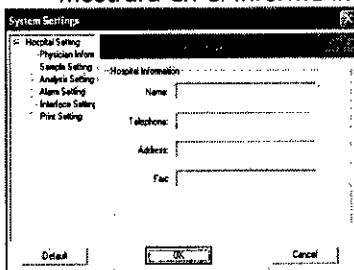 System Settings
Hospital Setting
Physician Inform
Sample Setting
Analysis Setting
Alarm Setting
Interface Setting
Print Setting
Hospital Information
Name:
Telephone:
Address:
Fax:
Default
OK
Cancel